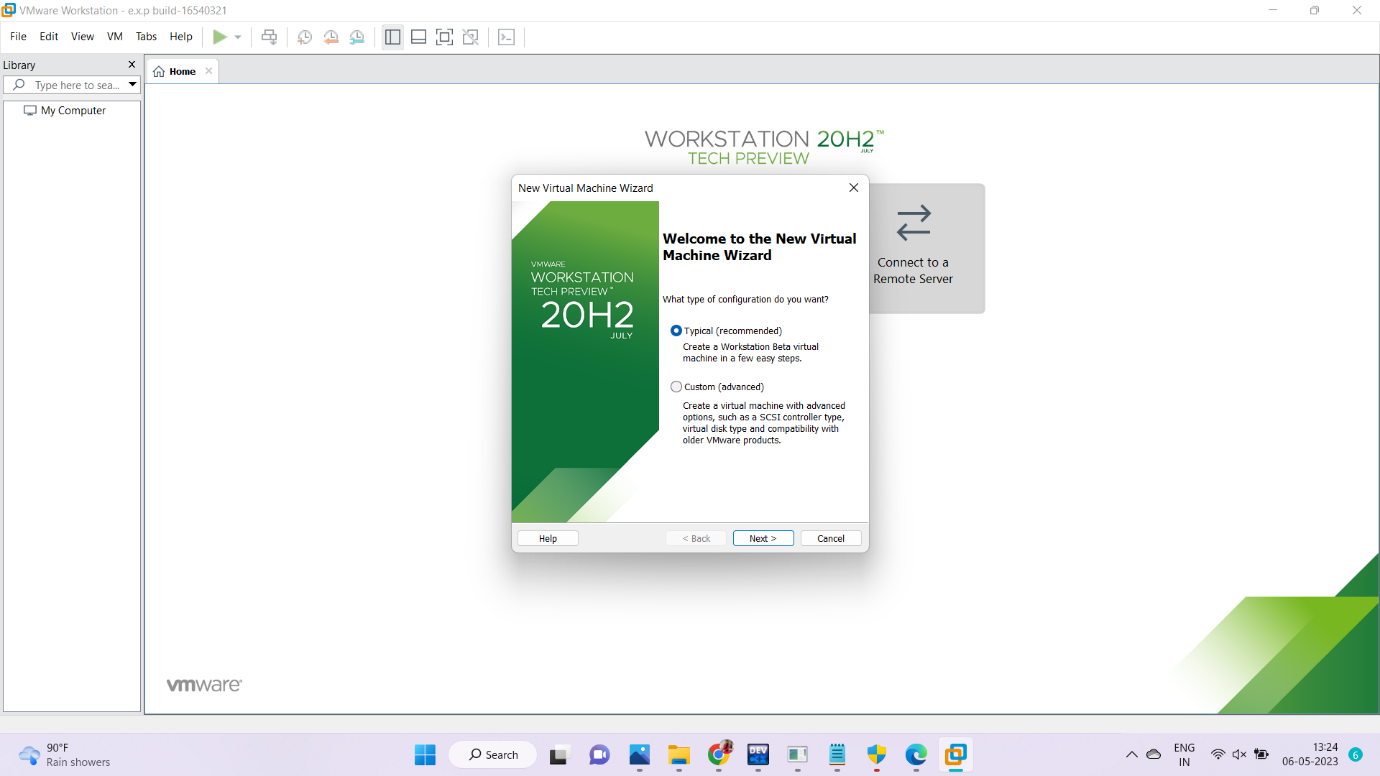 VMware Workstation - e.x.p build-16540321
File Edit View VM Tabs Help
Library
Type here to sea...
My Computer
Home
WORKSTATION 20H2™
JULY
TECH PREVIEW
Connect to a
Remote Server
New Virtual Machine Wizard
VMWARE
WORKSTATION
TECH PREVIEW™
20H2
JULY
Welcome to the New Virtual
Machine Wizard
What type of configuration do you want?
Typical (recommended)
Create a Workstation Beta virtual
machine in a few easy steps.
Custom (advanced)
Create a virtual machine with advanced
options, such as a SCSI controller type,
virtual disk type and compatibility with
older VMware products.
Help < Back Next > Cancel
vmware®
90°F
Rain showers
Search
DEV
ENG
IN
13:24
06-05-2023
6